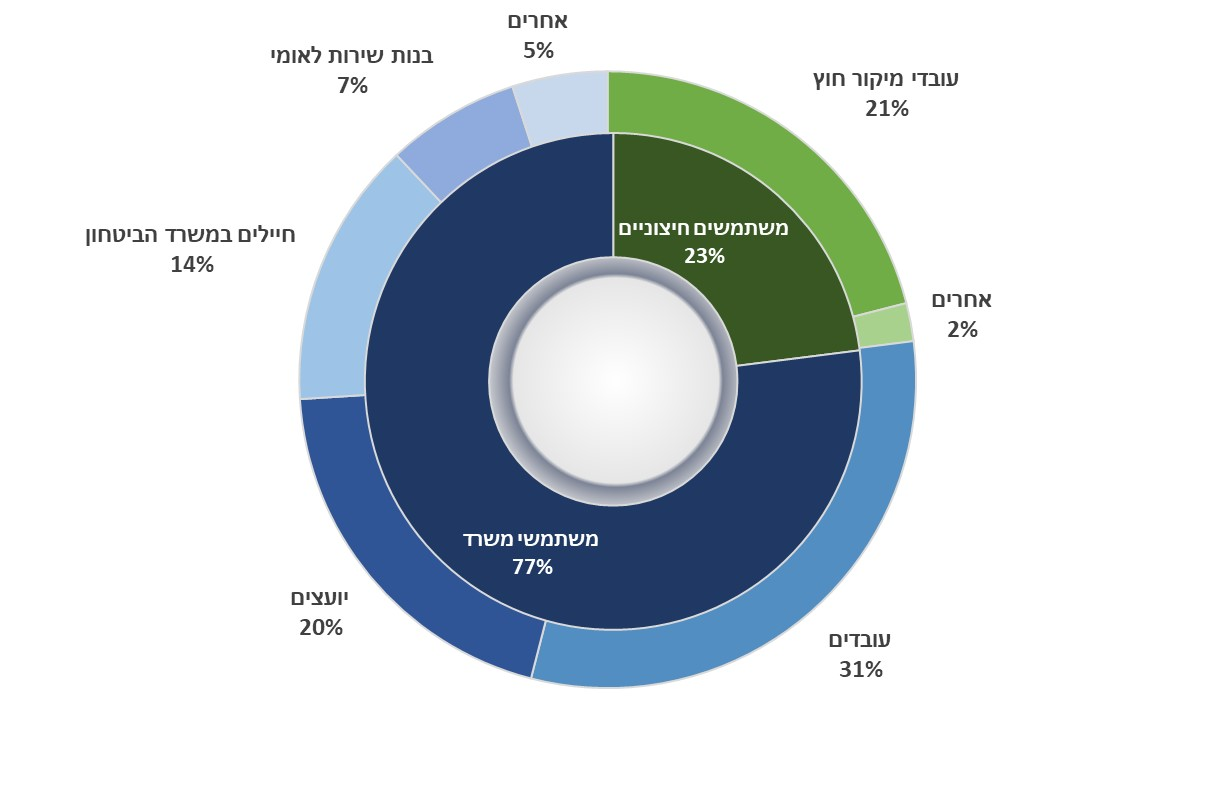 אחרים
5%
בנות שירות לאומי
7%
עובדי מיקור חוץ
21%
משתמשים חיצוניים
23%
חיילים במשרד הביטחון
14%
אחרים
2%
משתמשי משרד
77%
יועצים
20%
עובדים
31%